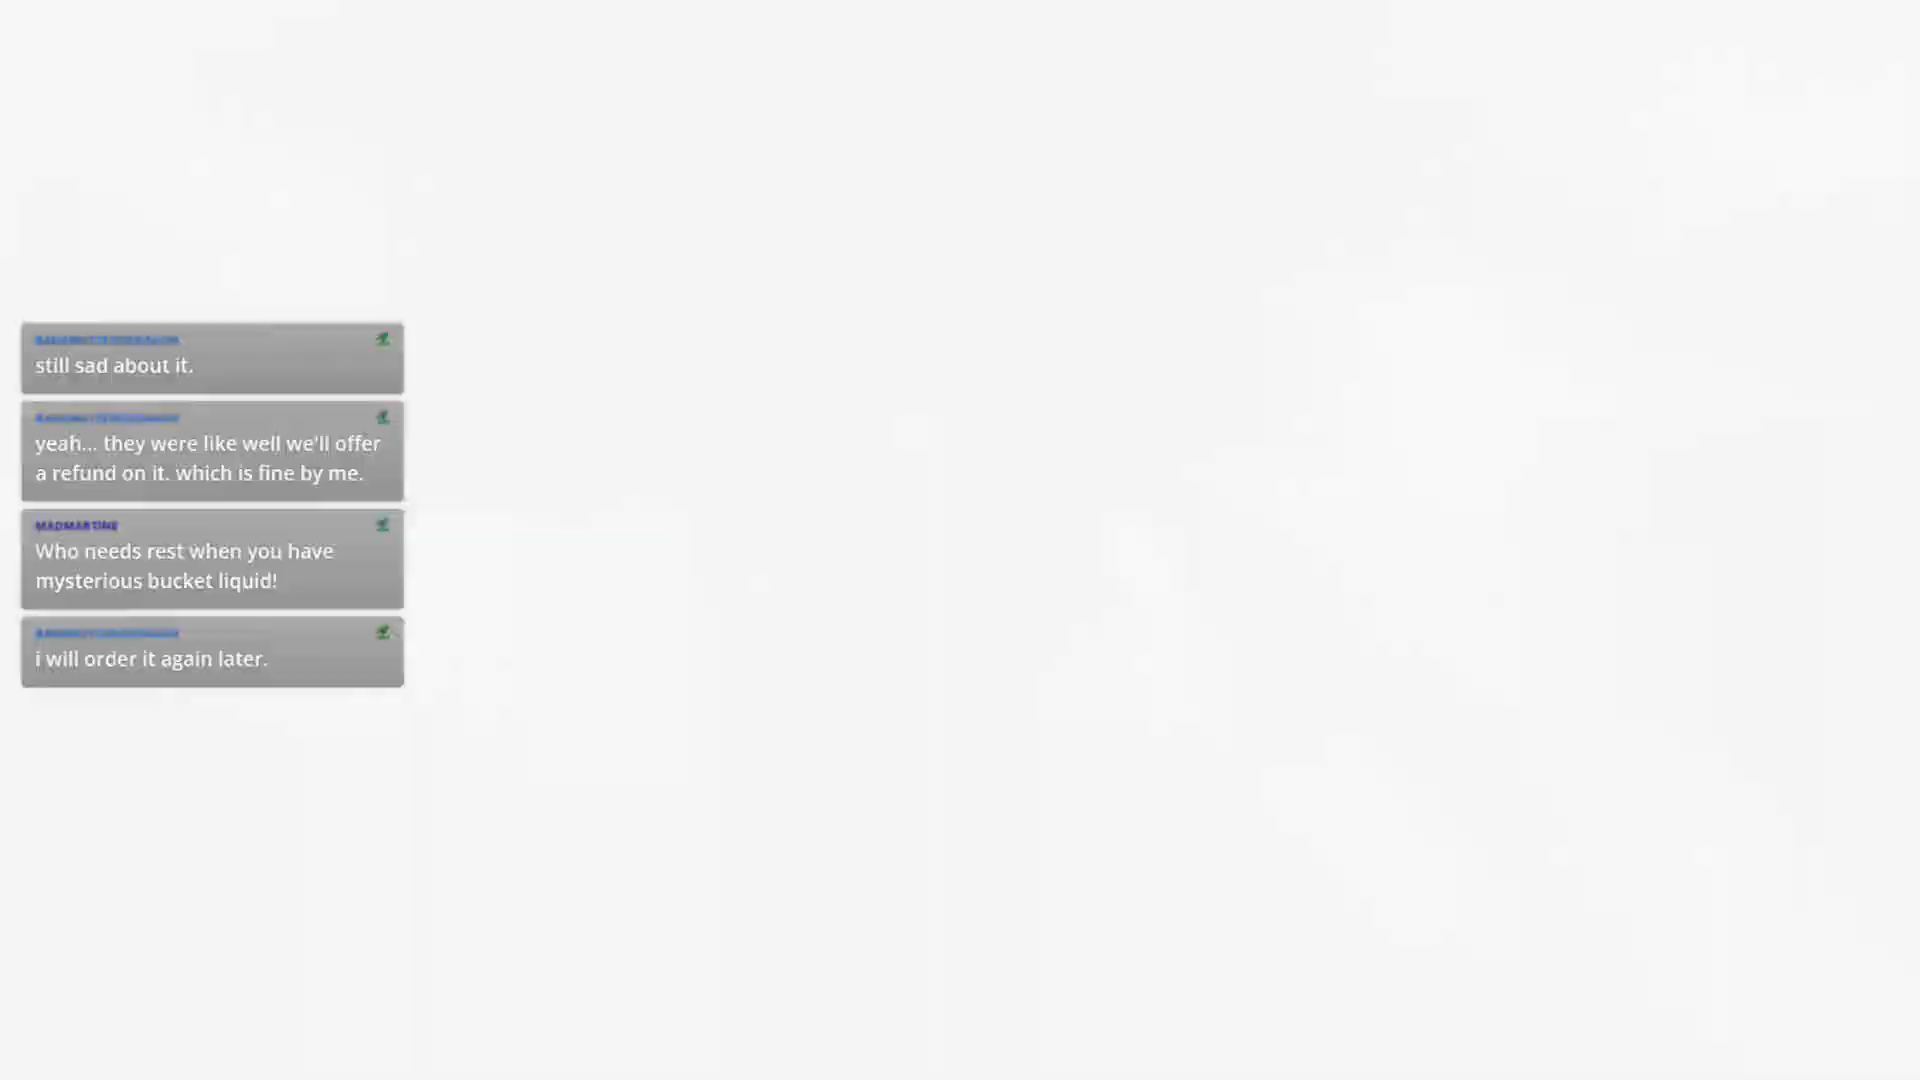 still sad about it.
yeah... they were like well we'll offer
a refund on it. which is fine by me.
MADMARTINE
Who needs rest when you have
mysterious bucket liquid!
i will order it again later.